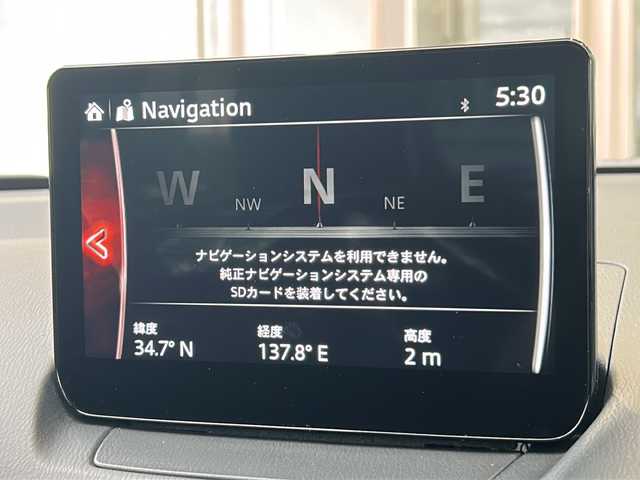 Navigation 5:30
W NW N NE E
ナビゲーションシステムを利用できません。
純正ナビゲーションシステム専用の
SDカードを装着してください。
緯度 経度 高度
34.7° N 137.8° E 2 m